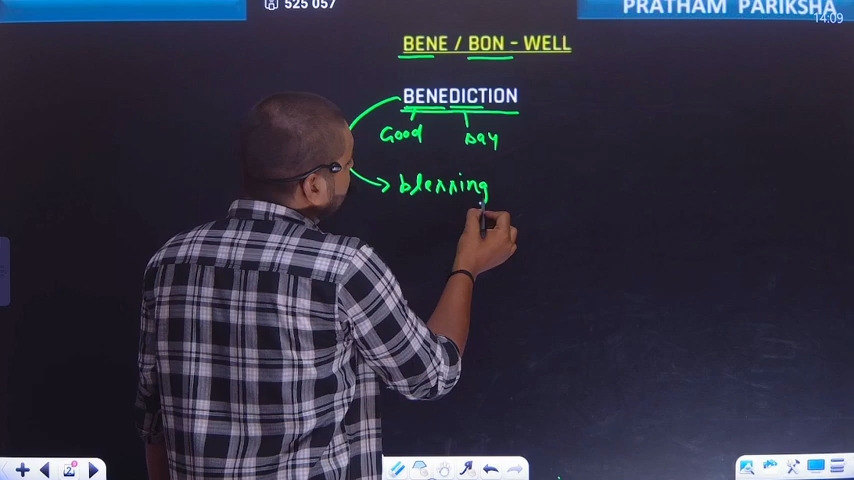 525 057
PRATHAM PARIKSHA
14:09
BENE / BON - WELL
BENEDICTION
Good Say
blessing